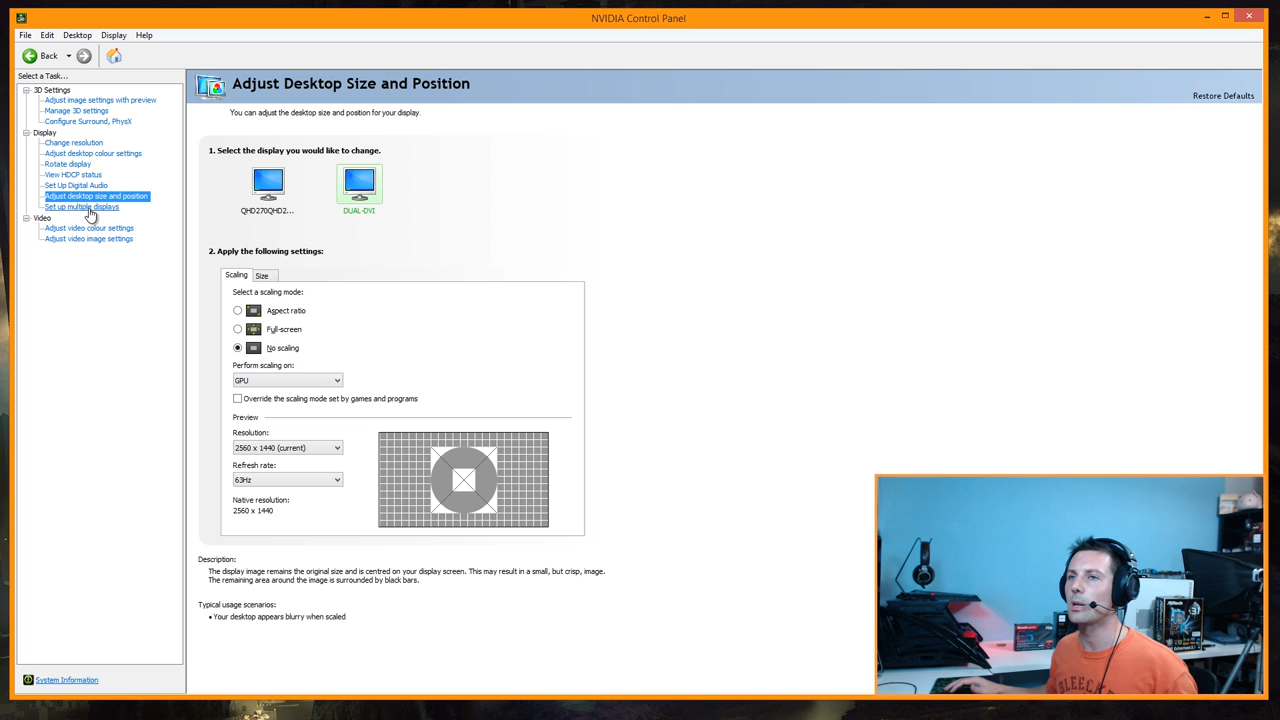 NVIDIA Control Panel
File Edit Desktop Display Help
Back
Select a Task...
3D Settings
Adjust image settings with preview
Manage 3D settings
Configure Surround, PhysX
Display
Change resolution
Adjust desktop colour settings
Rotate display
View HDCP status
Set Up Digital Audio
Adjust desktop size and position
Set up multiple displays
Video
Adjust video colour settings
Adjust video image settings
System Information
Adjust Desktop Size and Position
Restore Defaults
You can adjust the desktop size and position for your display.
1. Select the display you would like to change.
QHD270QHD2... DUAL-DVI
2. Apply the following settings:
Scaling Size
Select a scaling mode:
Aspect ratio
Full-screen
No scaling
Perform scaling on:
GPU
Override the scaling mode set by games and programs
Preview
Resolution:
2560 x 1440 (current)
Refresh rate:
63Hz
Native resolution:
2560 x 1440
Description:
The display image remains the original size and is centred on your display screen. This may result in a small, but crisp, image.
The remaining area around the image is surrounded by black bars.
Typical usage scenarios:
• Your desktop appears blurry when scaled